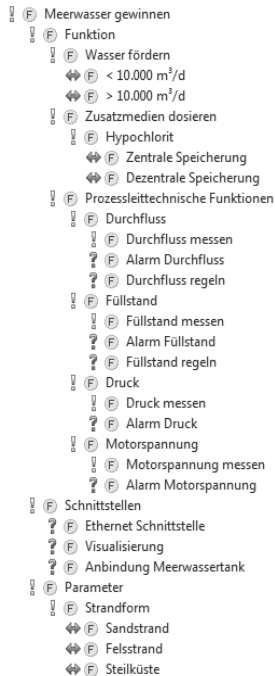 ! F Meerwasser gewinnen
! F Funktion
! F Wasser fördern
F < 10.000 m³/d
F > 10.000 m³/d
! F Zusatzmedien dosieren
! F Hypochlorit
F Zentrale Speicherung
F Dezentrale Speicherung
! F Prozessleittechnische Funktionen
! F Durchfluss
! F Durchfluss messen
? F Alarm Durchfluss
? F Durchfluss regeln
! F Füllstand
! F Füllstand messen
? F Alarm Füllstand
? F Füllstand regeln
! F Druck
! F Druck messen
? F Alarm Druck
! F Motorspannung
! F Motorspannung messen
? F Alarm Motorspannung
! F Schnittstellen
? F Ethernet Schnittstelle
? F Visualisierung
? F Anbindung Meerwassertank
! F Parameter
! F Strandform
F Sandstrand
F Felsstrand
F Steilküste